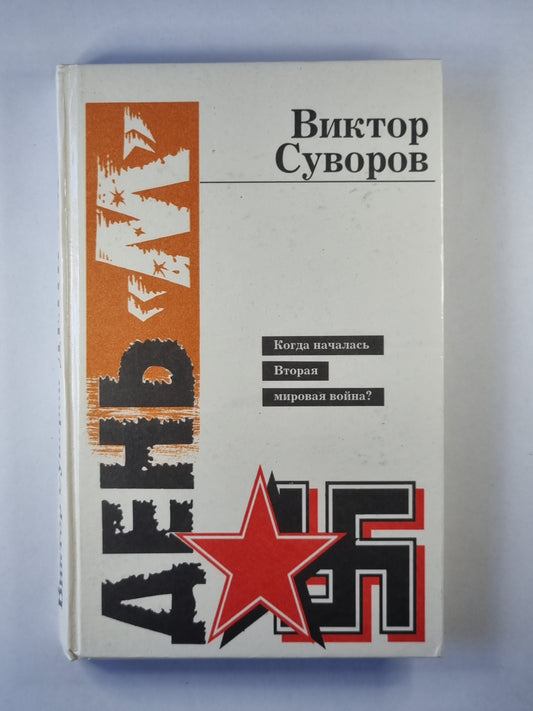 Виктор
Суворов
ДЕНЬ «М»
Когда началась
Вторая
мировая война?